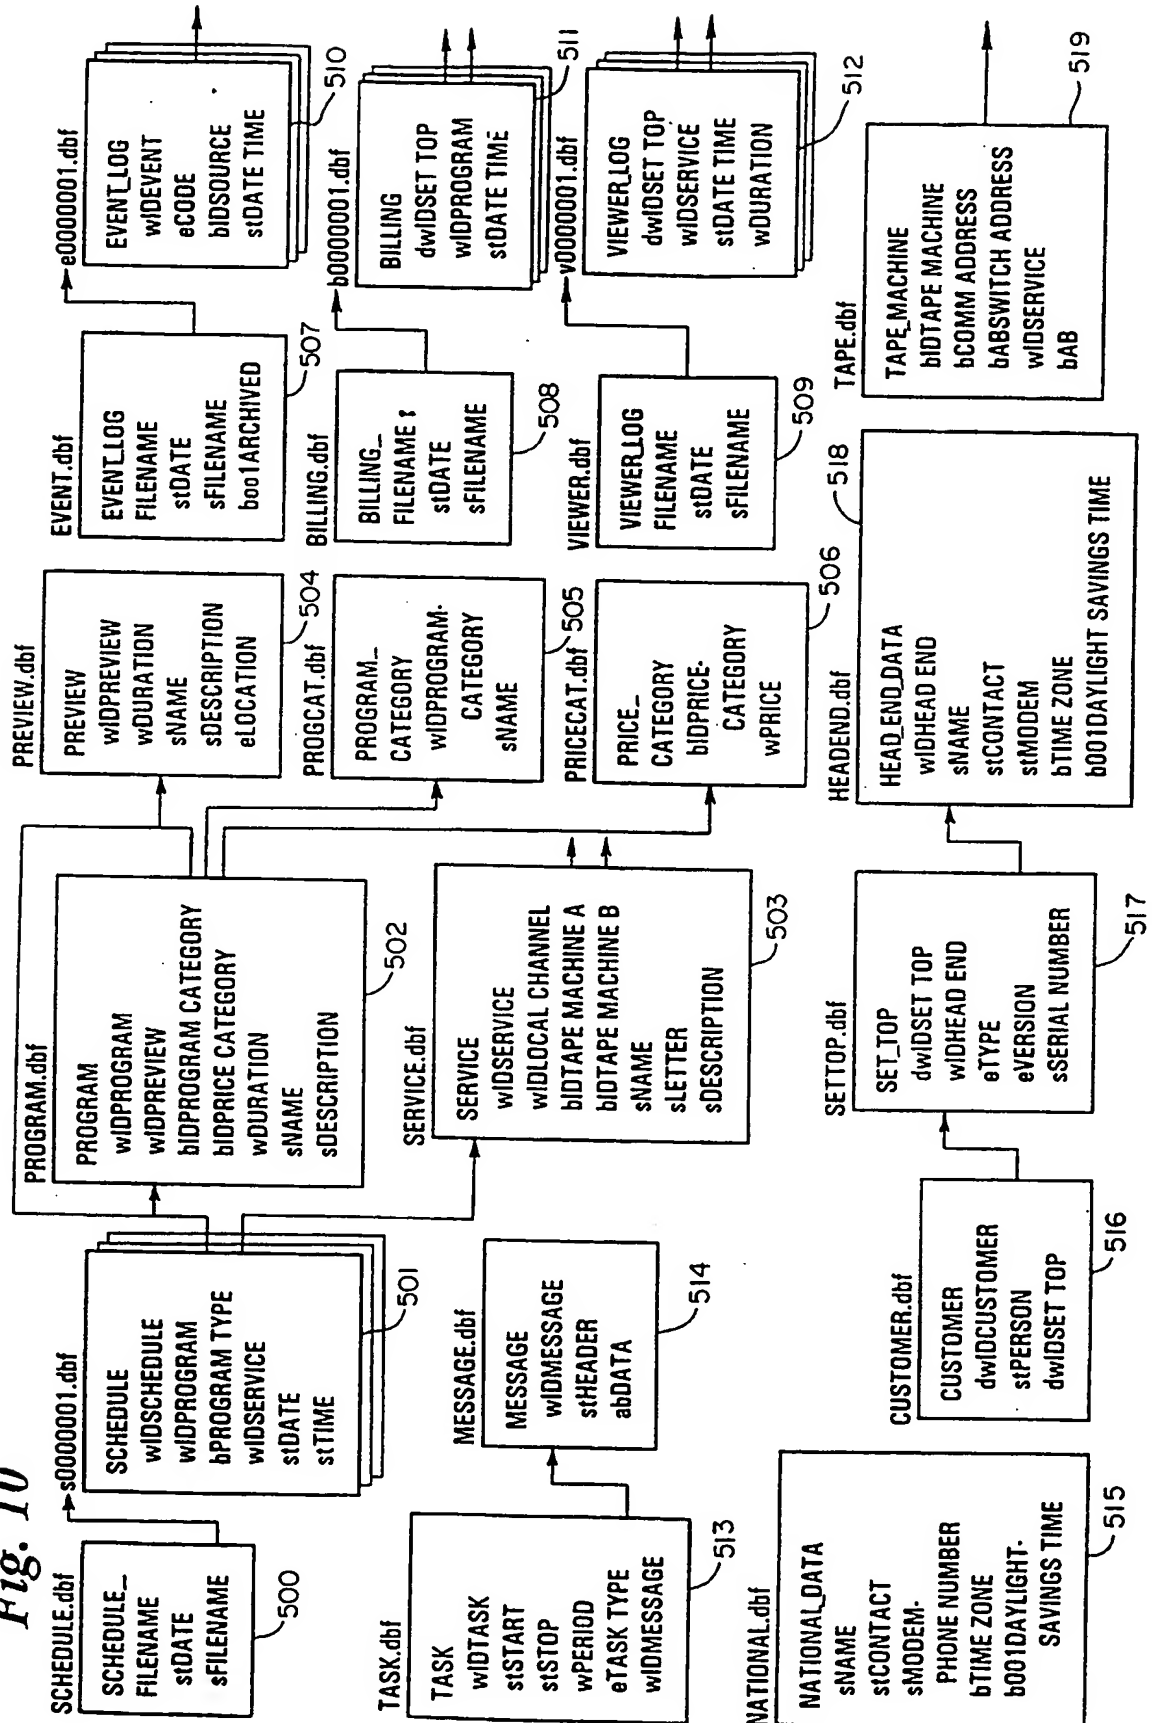 Fig. 10
SCHEDULE.dbf
SCHEDULE_
FILENAME
stDATE
sFILENAME
500
s000001.dbf
SCHEDULE
wIDSCHEDULE
wIDPROGRAM
bPROGRAM TYPE
wIDSERVICE
stDATE
stTIME
501
PROGRAM.dbf
PROGRAM
wIDPROGRAM
wIDPREVIEW
bIDPROGRAM CATEGORY
bIDPRICE CATEGORY
wDURATION
sNAME
sDESCRIPTION
502
SERVICE.dbf
SERVICE
wIDSERVICE
wIDLOCAL CHANNEL
bIDTAPE MACHINE A
bIDTAPE MACHINE B
sNAME
sLETTER
sDESCRIPTION
503
PREVIEW.dbf
PREVIEW
wIDPREVIEW
wDURATION
sNAME
sDESCRIPTION
eLOCATION
504
PROGCAT.dbf
PROGRAM_
CATEGORY
wIDPROGRAM-
CATEGORY
sNAME
505
PRICECAT.dbf
PRICE_
CATEGORY
bIDPRICE-
CATEGORY
wPRICE
506
EVENT.dbf
EVENT_LOG
FILENAME
stDATE
sFILENAME
boo1ARCHIVED
507
BILLING.dbf
BILLING_
FILENAME :
stDATE
sFILENAME
508
VIEWER.dbf
VIEWER_LOG
FILENAME
stDATE
sFILENAME
509
e000001.dbf
EVENT_LOG
wIDEVENT
eCODE
bIDSOURCE
stDATE TIME
510
b000001.dbf
BILLING
dwIDSET TOP
wIDPROGRAM
stDATE TIME
511
v000001.dbf
VIEWER_LOG
dwIDSET TOP
wIDSERVICE
stDATE TIME
wDURATION
512
TASK.dbf
TASK
wIDTASK
stSTART
stSTOP
wPERIOD
eTASK TYPE
wIDMESSAGE
513
MESSAGE.dbf
MESSAGE
wIDMESSAGE
stHEADER
abDATA
514
NATIONAL.dbf
NATIONAL_DATA
sNAME
stCONTACT
sMODEM-
PHONE NUMBER
bTIME ZONE
b001DAYLIGHT-
SAVINGS TIME
515
CUSTOMER.dbf
CUSTOMER
dwIDCUSTOMER
stPERSON
dwIDSET TOP
516
SETTOP.dbf
SET_TOP
dwIDSET TOP
wIDHEAD END
eTYPE
eVERSION
sSERIAL NUMBER
517
HEADEND.dbf
HEAD_END_DATA
wIDHEAD END
sNAME
stCONTACT
stMODEM
bTIME ZONE
b001DAYLIGHT SAVINGS TIME
518
TAPE.dbf
TAPE_MACHINE
bIDTAPE MACHINE
bCOMM ADDRESS
bABSWITCH ADDRESS
wIDSERVICE
bAB
519